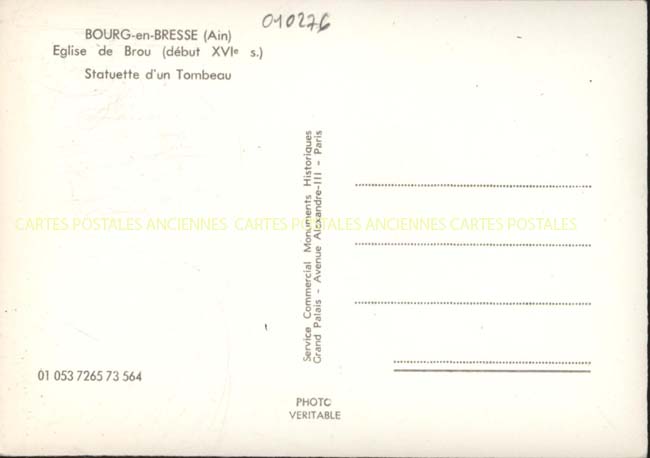 010276
BOURG-en-BRESSE (Ain)
Eglise de Brou (début XVIe s.)
Statuette d'un Tombeau
Service Commercial Monuments Historiques
Grand Palais - Avenue Alexandre-III - Paris
CARTES POSTALES ANCIENNES CARTES POSTALES ANCIENNES CARTES POSTALES
01 053 7265 73 564
PHOTO
VERITABLE